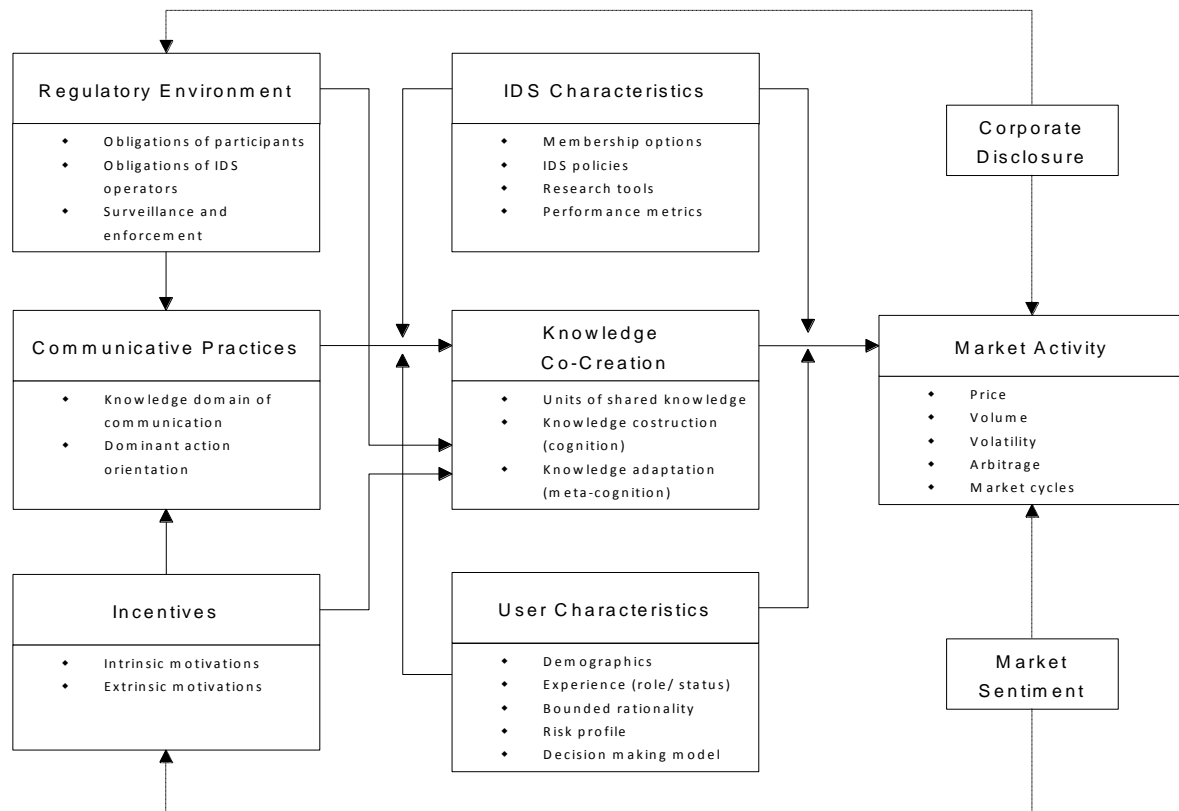 Regulatory Environment
Obligations of participants
Obligations of IDS
operators
Surveillance and
enforcement
IDS Characteristics
Membership options
IDS policies
Research tools
Performance metrics
Corporate
Disclosure
Communicative Practices
Knowledge domain of
communication
Dominant action
orientation
Knowledge
Co-Creation
Units of shared knowledge
Knowledge costruction
(cognition)
Knowledge adaptation
(meta-cognition)
Market Activity
Price
Volume
Volatility
Arbitrage
Market cycles
Incentives
Intrinsic motivations
Extrinsic motivations
User Characteristics
Demographics
Experience (role/ status)
Bounded rationality
Risk profile
Decision making model
Market
Sentiment